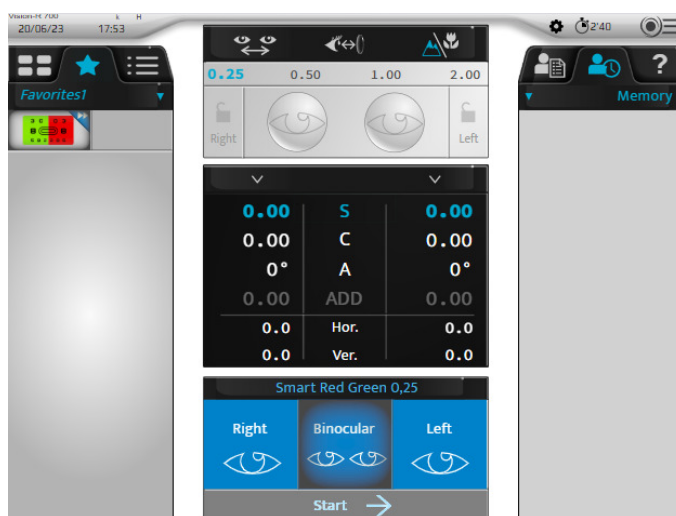 Vision-R 700
20/06/23 17:53
2'40
0.25 0.50 1.00 2.00
Favorites1
Memory
?
Right Left
0.00 S 0.00
0.00 C 0.00
0° A 0°
0.00 ADD 0.00
0.0 Hor. 0.0
0.0 Ver. 0.0
Smart Red Green 0,25
Right Binocular Left
Start